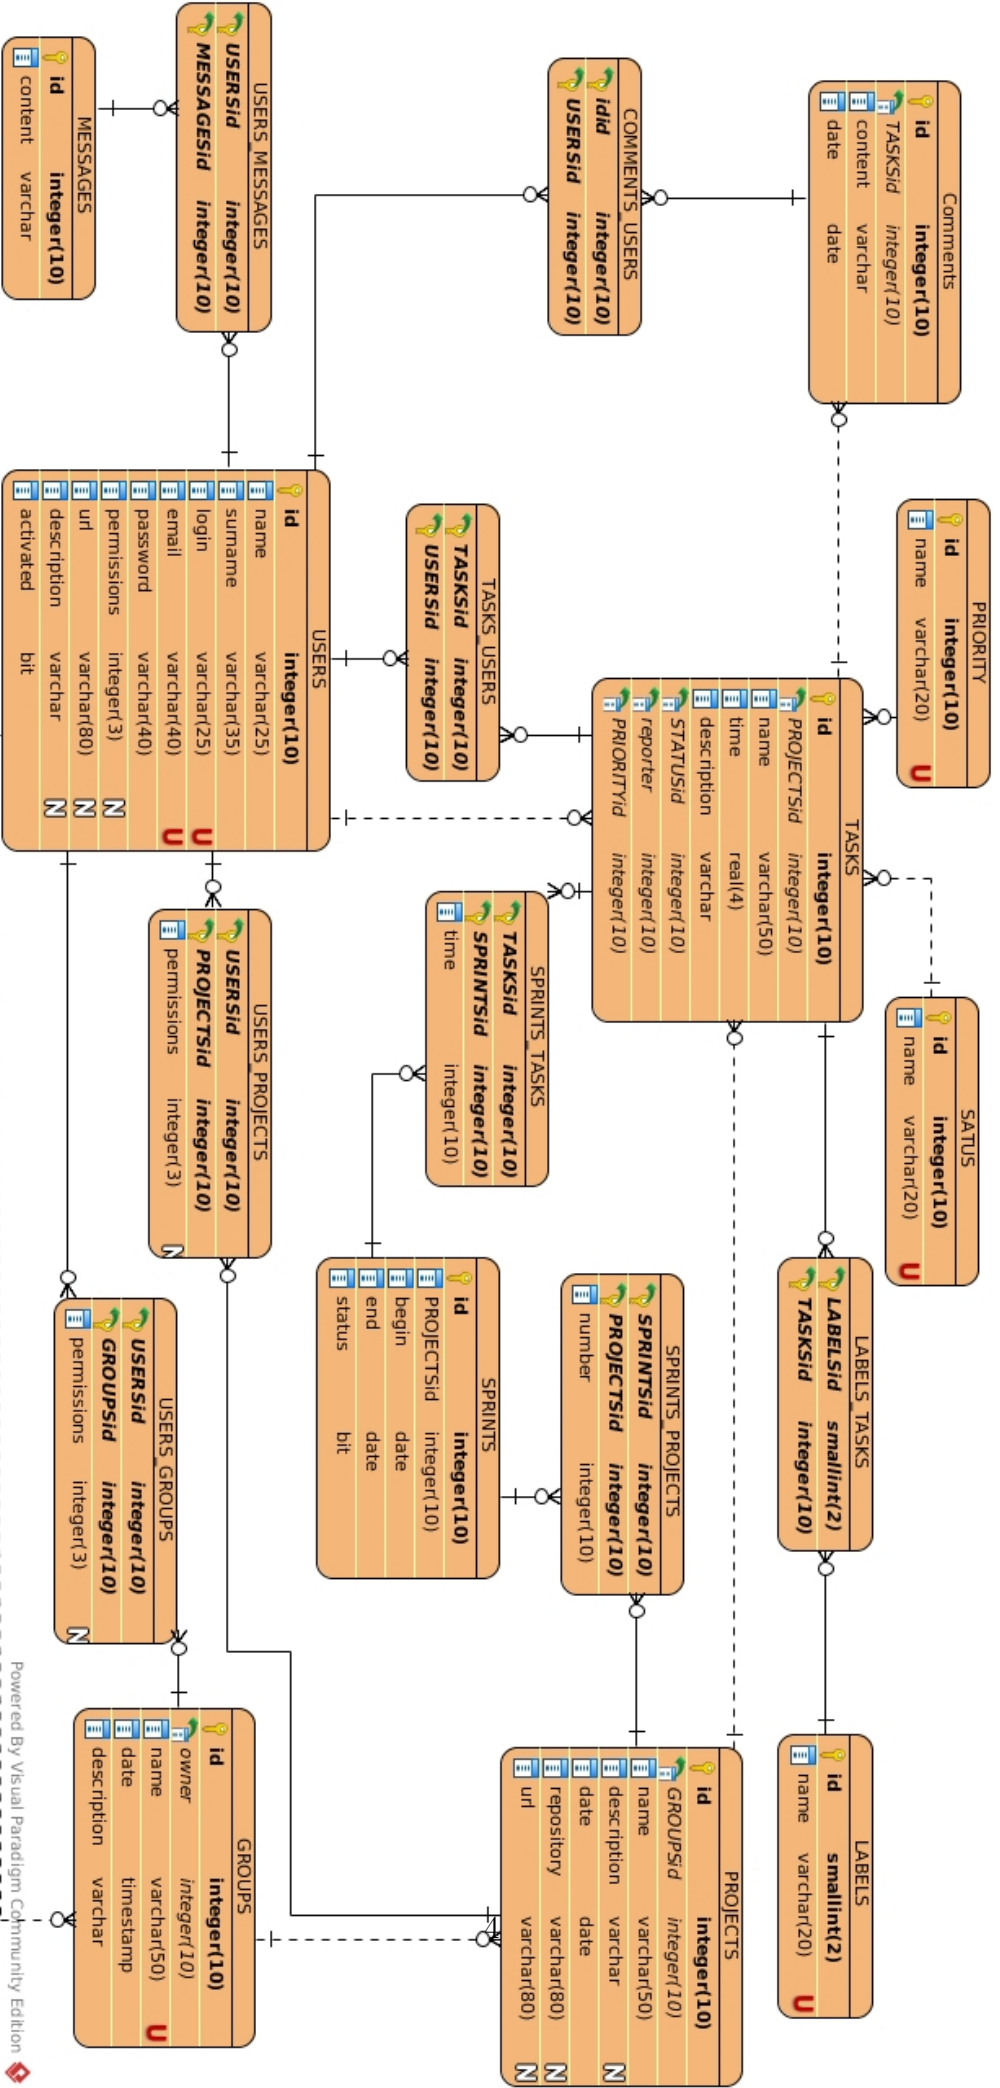 PRIORITY
id integer(10)
name varchar(20) U
SATUS
id integer(10)
name varchar(20) U
Comments
id integer(10)
TASKSid integer(10)
content varchar
date date
TASKS
id integer(10)
PROJECTSid integer(10)
name varchar(50)
time real(4)
description varchar
STATUSid integer(10)
reporter integer(10)
PRIORITYid integer(10)
LABELS_TASKS
LABELSid smallint(2)
TASKSid integer(10)
LABELS
id smallint(2)
name varchar(20) U
COMMENTS_USERS
idid integer(10)
USERSid integer(10)
TASKS_USERS
TASKSid integer(10)
USERSid integer(10)
SPRINTS_TASKS
TASKSid integer(10)
SPRINTSid integer(10)
time integer(10)
SPRINTS_PROJECTS
SPRINTSid integer(10)
PROJECTSid integer(10)
number integer(10)
PROJECTS
id integer(10)
GROUPSid integer(10)
name varchar(50)
description varchar N
date date
repository varchar(80) N
url varchar(80) N
SPRINTS
id integer(10)
PROJECTSid integer(10)
begin date
end date
status bit
USERS_MESSAGES
USERSid integer(10)
MESSAGESid integer(10)
USERS
id integer(10)
name varchar(25)
surname varchar(35)
login varchar(25) U
email varchar(40) U
password varchar(40)
permissions integer(3) N
url varchar(80) N
description varchar N
activated bit
USERS_PROJECTS
USERSid integer(10)
PROJECTSid integer(10)
permissions integer(3) N
USERS_GROUPS
USERSid integer(10)
GROUPSid integer(10)
permissions integer(3) N
GROUPS
id integer(10)
owner integer(10)
name varchar(50) U
date timestamp
description varchar
MESSAGES
id integer(10)
content varchar
Powered By Visual Paradigm Community Edition